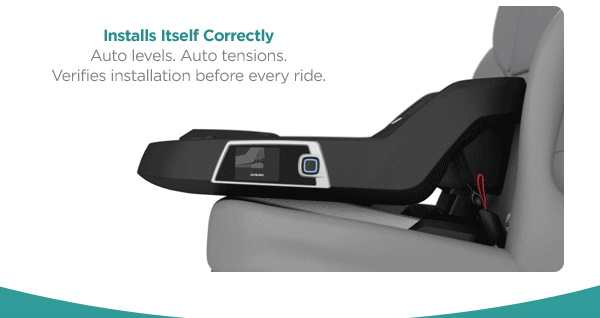 Installs Itself Correctly
Auto levels. Auto tensions.
Verifies installation before every ride.